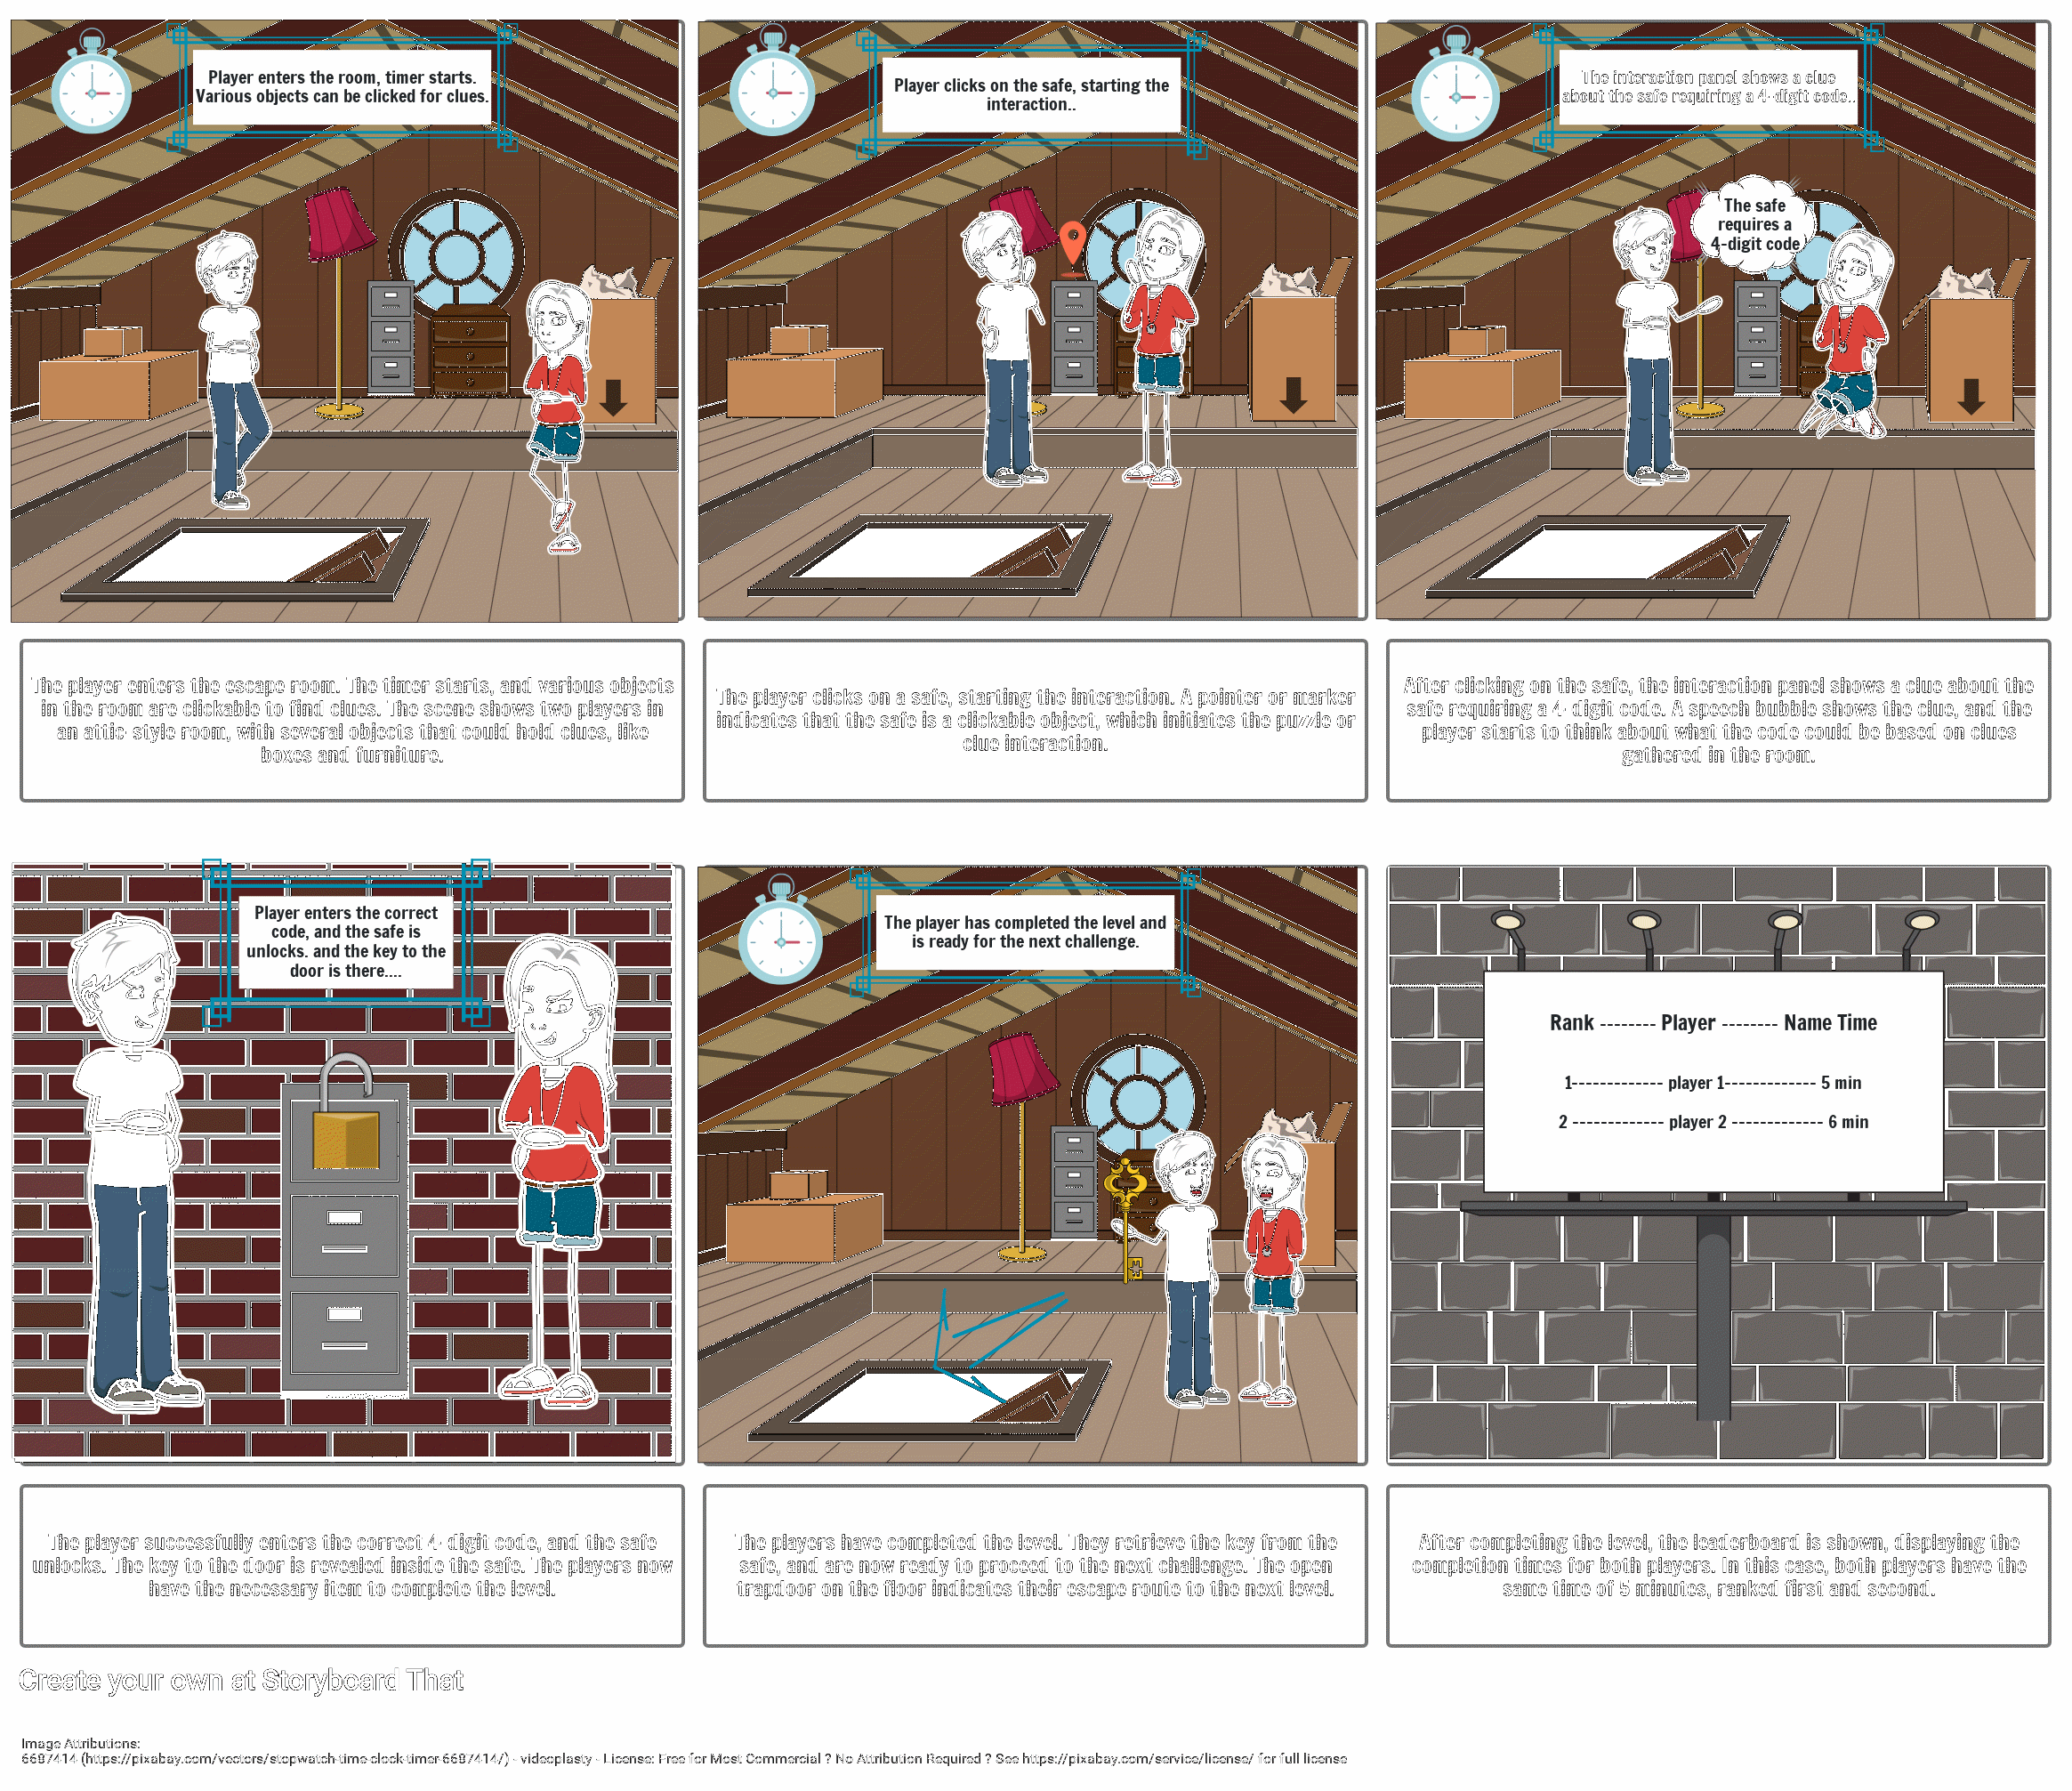 Player enters the room, timer starts.
Various objects can be clicked for clues.
Player clicks on the safe, starting the
interaction..
The interaction panel shows a clue
about the safe requiring a 4-digit code..
The safe
requires a
4-digit code
The player enters the escape room. The timer starts, and various objects
in the room are clickable to find clues. The scene shows two players in
an attic-style room, with several objects that could hold clues, like
boxes and furniture.
The player clicks on a safe, starting the interaction. A pointer or marker
indicates that the safe is a clickable object, which initiates the puzzle or
clue interaction.
After clicking on the safe, the interaction panel shows a clue about the
safe requiring a 4-digit code. A speech bubble shows the clue, and the
player starts to think about what the code could be based on clues
gathered in the room.
Player enters the correct
code, and the safe is
unlocks. and the key to the
door is there....
The player has completed the level and
is ready for the next challenge.
Rank -------- Player -------- Name Time
1------------- player 1------------- 5 min
2 ------------- player 2 ------------- 6 min
The player successfully enters the correct 4-digit code, and the safe
unlocks. The key to the door is revealed inside the safe. The players now
have the necessary item to complete the level.
The players have completed the level. They retrieve the key from the
safe, and are now ready to proceed to the next challenge. The open
trapdoor on the floor indicates their escape route to the next level.
After completing the level, the leaderboard is shown, displaying the
completion times for both players. In this case, both players have the
same time of 5 minutes, ranked first and second.
Create your own at Storyboard That
Image Attributions:
6687414 (https://pixabay.com/vectors/stopwatch-time-clock-timer-6687414/) - videoplasty - License: Free for Most Commercial ? No Attribution Required ? See https://pixabay.com/service/license/ for full license